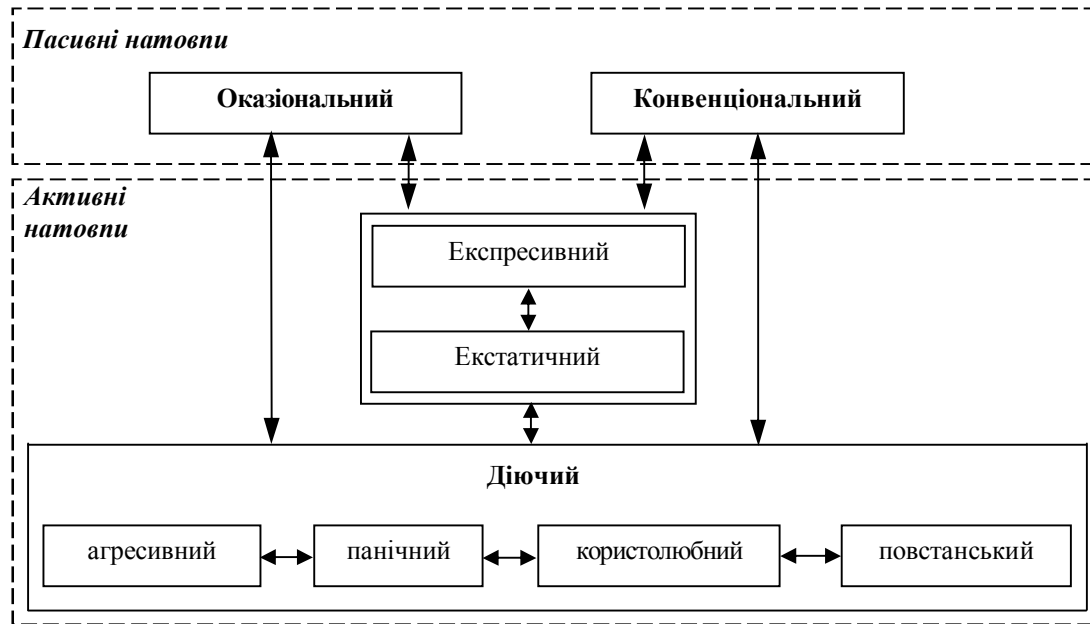 Пасивні натовпи
Оказіональний
Конвенціональний
Активні
натовпи
Експресивний
Екстатичний
Діючий
агресивний
панічний
користолюбний
повстанський